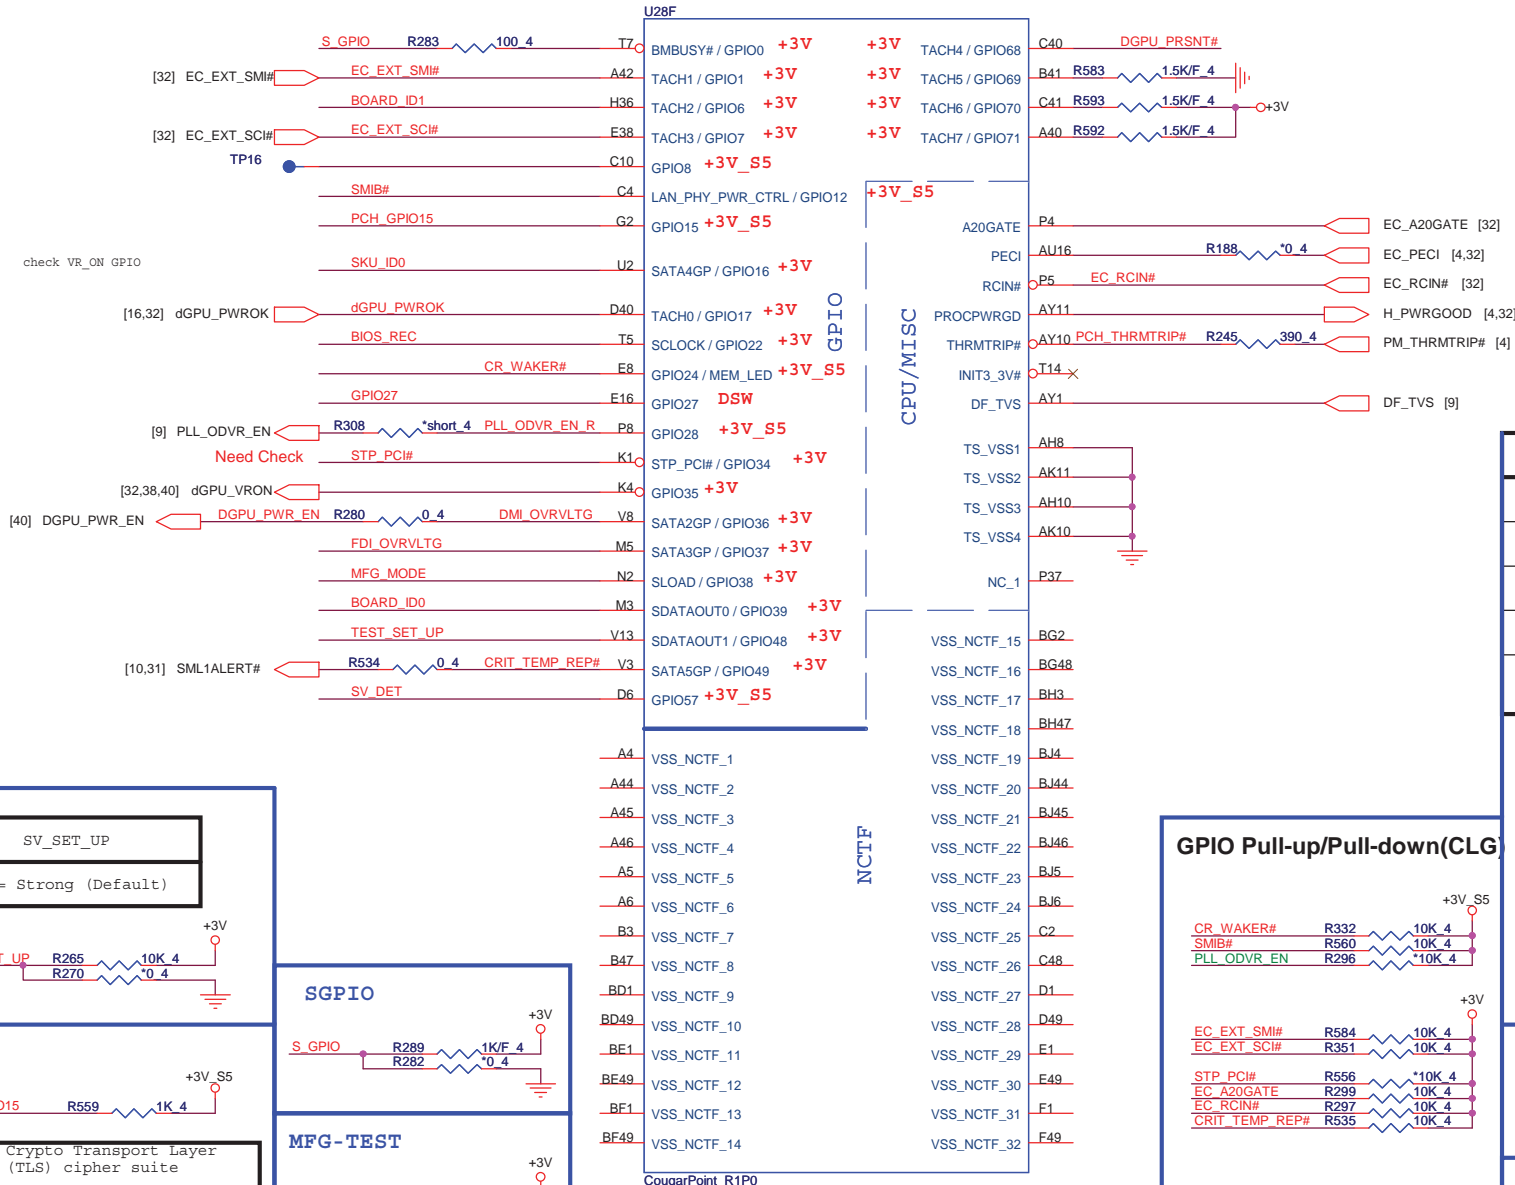 U28F
S_GPIO R283 100_4 T7 BMBUSY# / GPIO0 +3V
[32] EC_EXT_SMI# EC_EXT_SMI# A42 TACH1 / GPIO1 +3V
BOARD_ID1 H36 TACH2 / GPIO6 +3V
[32] EC_EXT_SCI# EC_EXT_SCI# E38 TACH3 / GPIO7 +3V
TP16 C10 GPIO8 +3V_S5
SMIB# C4 LAN_PHY_PWR_CTRL / GPIO12 +3V_S5
PCH_GPIO15 G2 GPIO15 +3V_S5
check VR_ON GPIO
SKU_ID0 U2 SATA4GP / GPIO16 +3V
[16,32] dGPU_PWROK dGPU_PWROK D40 TACH0 / GPIO17 +3V
BIOS_REC T5 SCLOCK / GPIO22 +3V
CR_WAKER# E8 GPIO24 / MEM_LED +3V_S5
GPIO27 E16 GPIO27 DSW
[9] PLL_ODVR_EN R308 *short_4 PLL_ODVR_EN_R P8 GPIO28 +3V_S5
Need Check STP_PCI# K1 STP_PCI# / GPIO34 +3V
[32,38,40] dGPU_VRON K4 GPIO35 +3V
[40] DGPU_PWR_EN DGPU_PWR_EN R280 0_4 DMI_OVRVLTG V8 SATA2GP / GPIO36 +3V
FDI_OVRVLTG M5 SATA3GP / GPIO37 +3V
MFG_MODE N2 SLOAD / GPIO38 +3V
BOARD_ID0 M3 SDATAOUT0 / GPIO39 +3V
TEST_SET_UP V13 SDATAOUT1 / GPIO48 +3V
[10,31] SML1ALERT# R534 0_4 CRIT_TEMP_REP# V3 SATA5GP / GPIO49 +3V
SV_DET D6 GPIO57 +3V_S5
GPIO
CPU/MISC
NCTF
+3V TACH4 / GPIO68 C40 DGPU_PRSNT#
+3V TACH5 / GPIO69 B41 R583 1.5K/F_4
+3V TACH6 / GPIO70 C41 R593 1.5K/F_4 +3V
+3V TACH7 / GPIO71 A40 R592 1.5K/F_4
A20GATE P4 EC_A20GATE [32]
PECI AU16 R188 *0_4 EC_PECI [4,32]
RCIN# P5 EC_RCIN# EC_RCIN# [32]
PROCPWRGD AY11 H_PWRGOOD [4,32]
THRMTRIP# AY10 PCH_THRMTRIP# R245 390_4 PM_THRMTRIP# [4]
INIT3_3V# T14
DF_TVS AY1 DF_TVS [9]
TS_VSS1 AH8
TS_VSS2 AK11
TS_VSS3 AH10
TS_VSS4 AK10
NC_1 P37
VSS_NCTF_15 BG2
VSS_NCTF_16 BG48
VSS_NCTF_17 BH3
VSS_NCTF_18 BH47
A4 VSS_NCTF_1 VSS_NCTF_19 BJ4
A44 VSS_NCTF_2 VSS_NCTF_20 BJ44
A45 VSS_NCTF_3 VSS_NCTF_21 BJ45
A46 VSS_NCTF_4 VSS_NCTF_22 BJ46
A5 VSS_NCTF_5 VSS_NCTF_23 BJ5
A6 VSS_NCTF_6 VSS_NCTF_24 BJ6
B3 VSS_NCTF_7 VSS_NCTF_25 C2
B47 VSS_NCTF_8 VSS_NCTF_26 C48
BD1 VSS_NCTF_9 VSS_NCTF_27 D1
BD49 VSS_NCTF_10 VSS_NCTF_28 D49
BE1 VSS_NCTF_11 VSS_NCTF_29 E1
BE49 VSS_NCTF_12 VSS_NCTF_30 E49
BF1 VSS_NCTF_13 VSS_NCTF_31 F1
BF49 VSS_NCTF_14 VSS_NCTF_32 F49
CougarPoint_R1P0
SV_SET_UP
= Strong (Default)
+3V
T_UP R265 10K_4
R270 *0_4
+3V_S5
O15 R559 1K_4
Crypto Transport Layer
(TLS) cipher suite
SGPIO
+3V
S_GPIO R289 1K/F_4
R282 *0_4
MFG-TEST
+3V
GPIO Pull-up/Pull-down(CLG)
+3V_S5
CR_WAKER# R332 10K_4
SMIB# R560 10K_4
PLL_ODVR_EN R296 *10K_4
+3V
EC_EXT_SMI# R584 10K_4
EC_EXT_SCI# R351 10K_4
STP_PCI# R556 *10K_4
EC_A20GATE R299 10K_4
EC_RCIN# R297 10K_4
CRIT_TEMP_REP# R535 10K_4